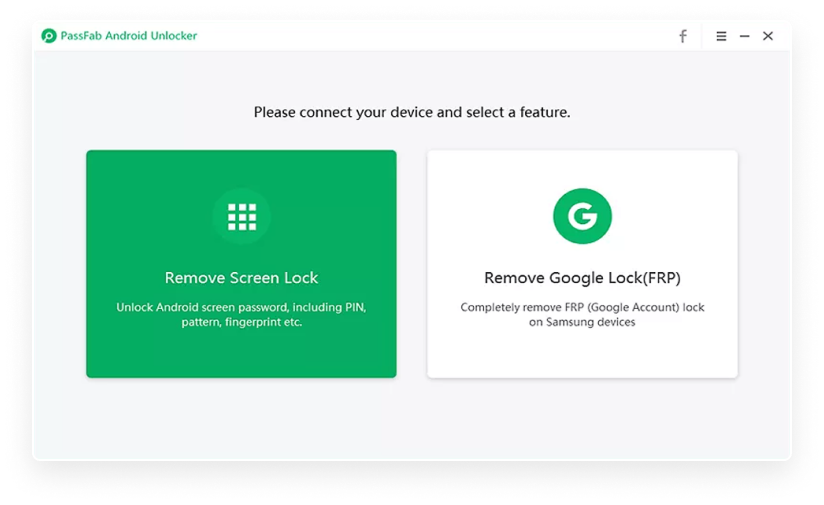 PassFab Android Unlocker
Please connect your device and select a feature.
Remove Screen Lock
Unlock Android screen password, including PIN,
pattern, fingerprint etc.
Remove Google Lock(FRP)
Completely remove FRP (Google Account) lock
on Samsung devices